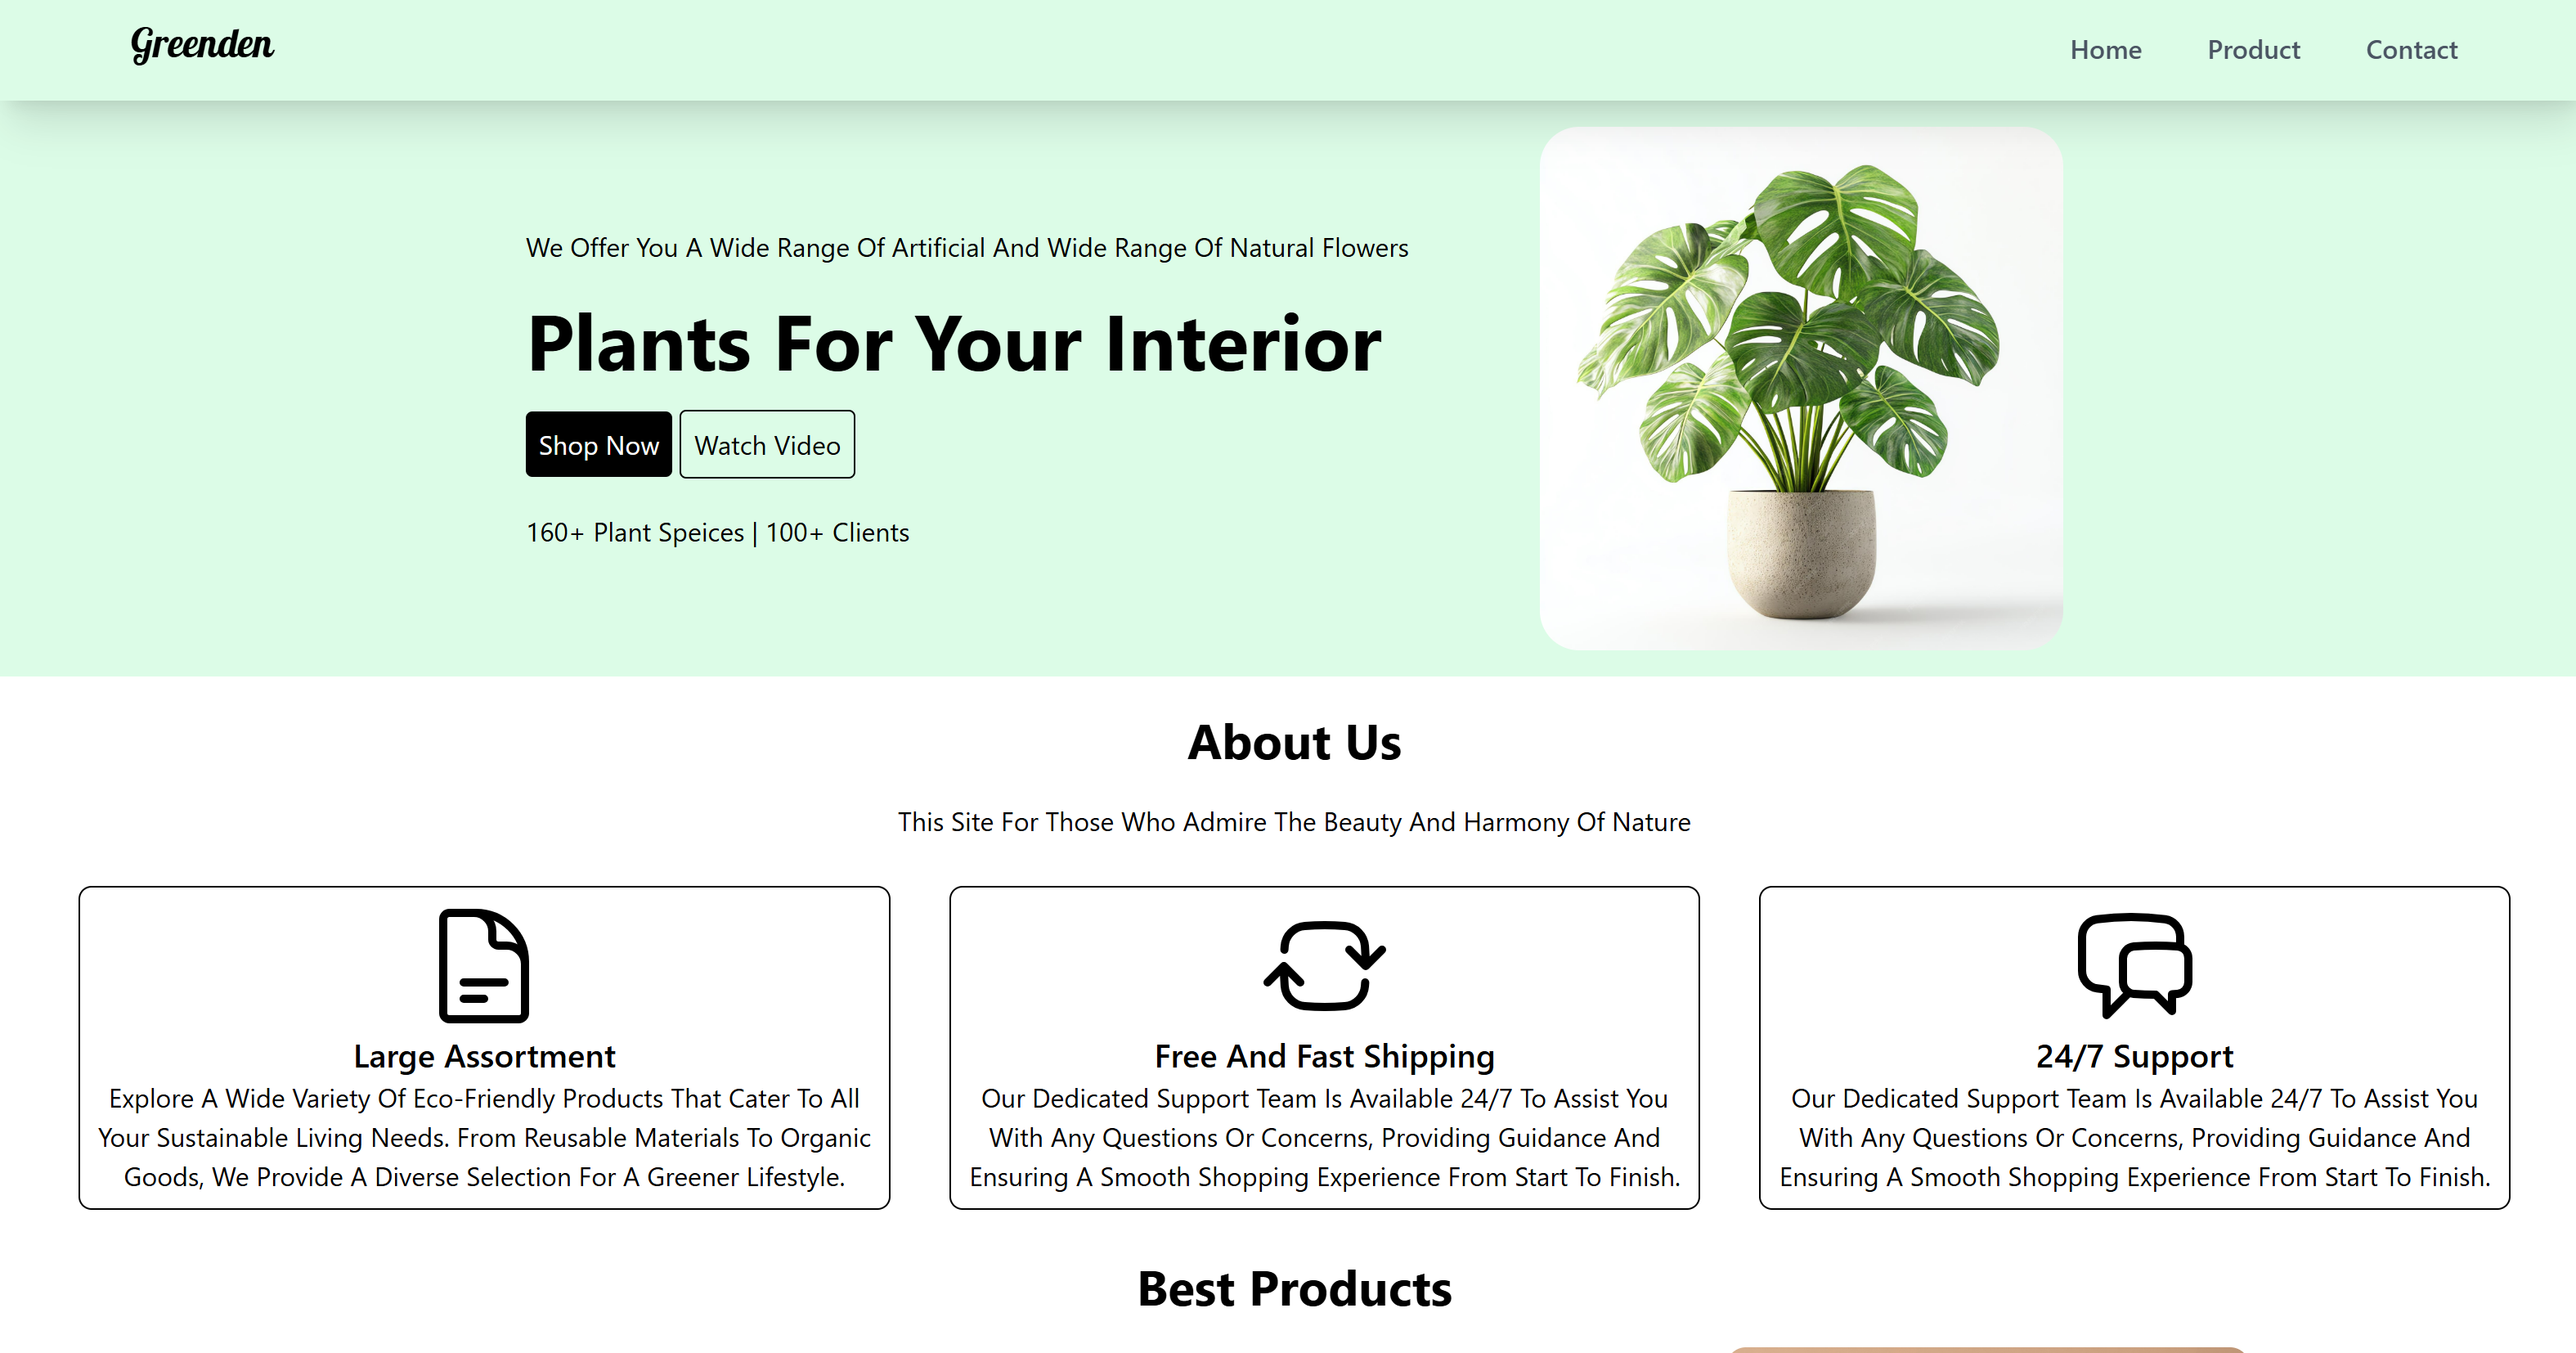 Greenden
Home Product Contact
We Offer You A Wide Range Of Artificial And Wide Range Of Natural Flowers
Plants For Your Interior
Shop Now Watch Video
160+ Plant Speices | 100+ Clients
About Us
This Site For Those Who Admire The Beauty And Harmony Of Nature
Large Assortment
Explore A Wide Variety Of Eco-Friendly Products That Cater To All
Your Sustainable Living Needs. From Reusable Materials To Organic
Goods, We Provide A Diverse Selection For A Greener Lifestyle.
Free And Fast Shipping
Our Dedicated Support Team Is Available 24/7 To Assist You
With Any Questions Or Concerns, Providing Guidance And
Ensuring A Smooth Shopping Experience From Start To Finish.
24/7 Support
Our Dedicated Support Team Is Available 24/7 To Assist You
With Any Questions Or Concerns, Providing Guidance And
Ensuring A Smooth Shopping Experience From Start To Finish.
Best Products